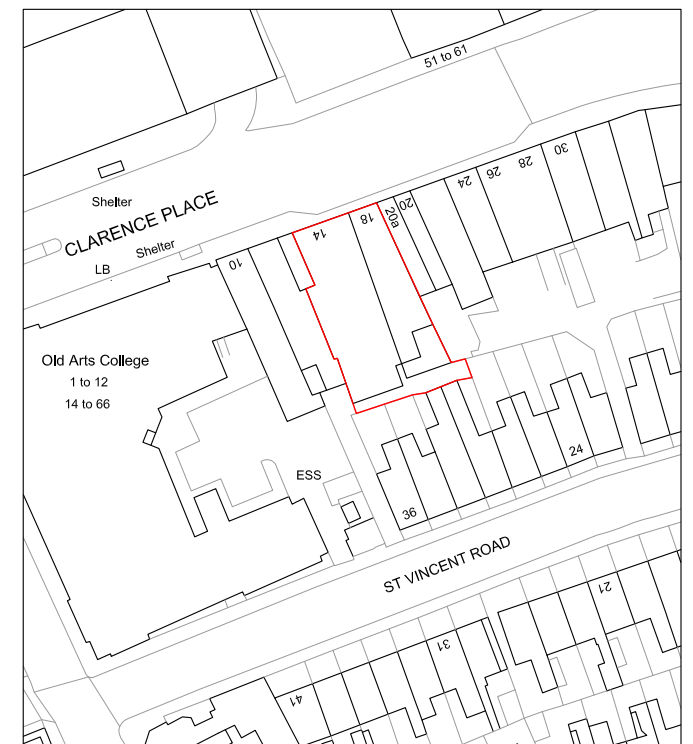 51 to 61
Shelter
CLARENCE PLACE
Shelter
LB
10
14
18
20a
20
24
26
28
30
Old Arts College
1 to 12
14 to 66
ESS
36
24
ST VINCENT ROAD
21
31
41